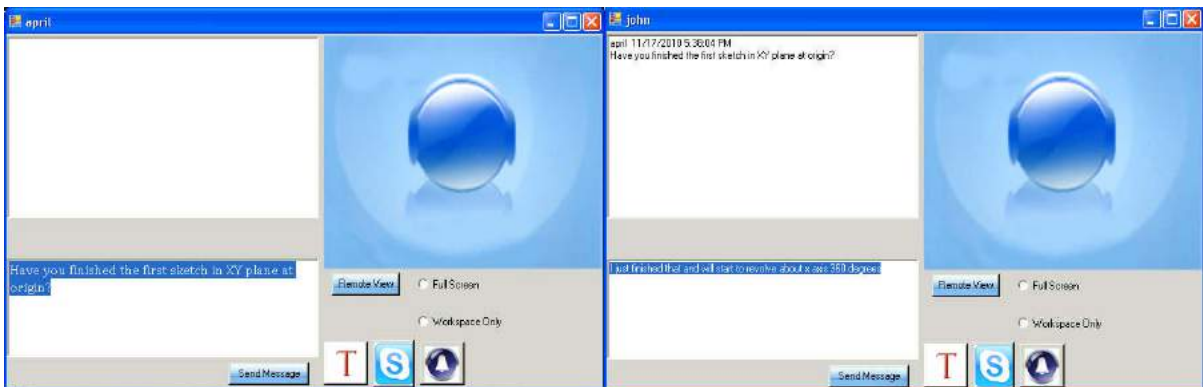 april
Have you finished the first sketch in XY plane at
origin?
Remote View
Full Screen
Workspace Only
T
S
Send Message
john
april 11/17/2010 5:38:04 PM
Have you finished the first sketch in XY plane at origin?
I just finished that and will start to revolve about x axis 360 degrees
Remote View
Full Screen
Workspace Only
T
S
Send Message